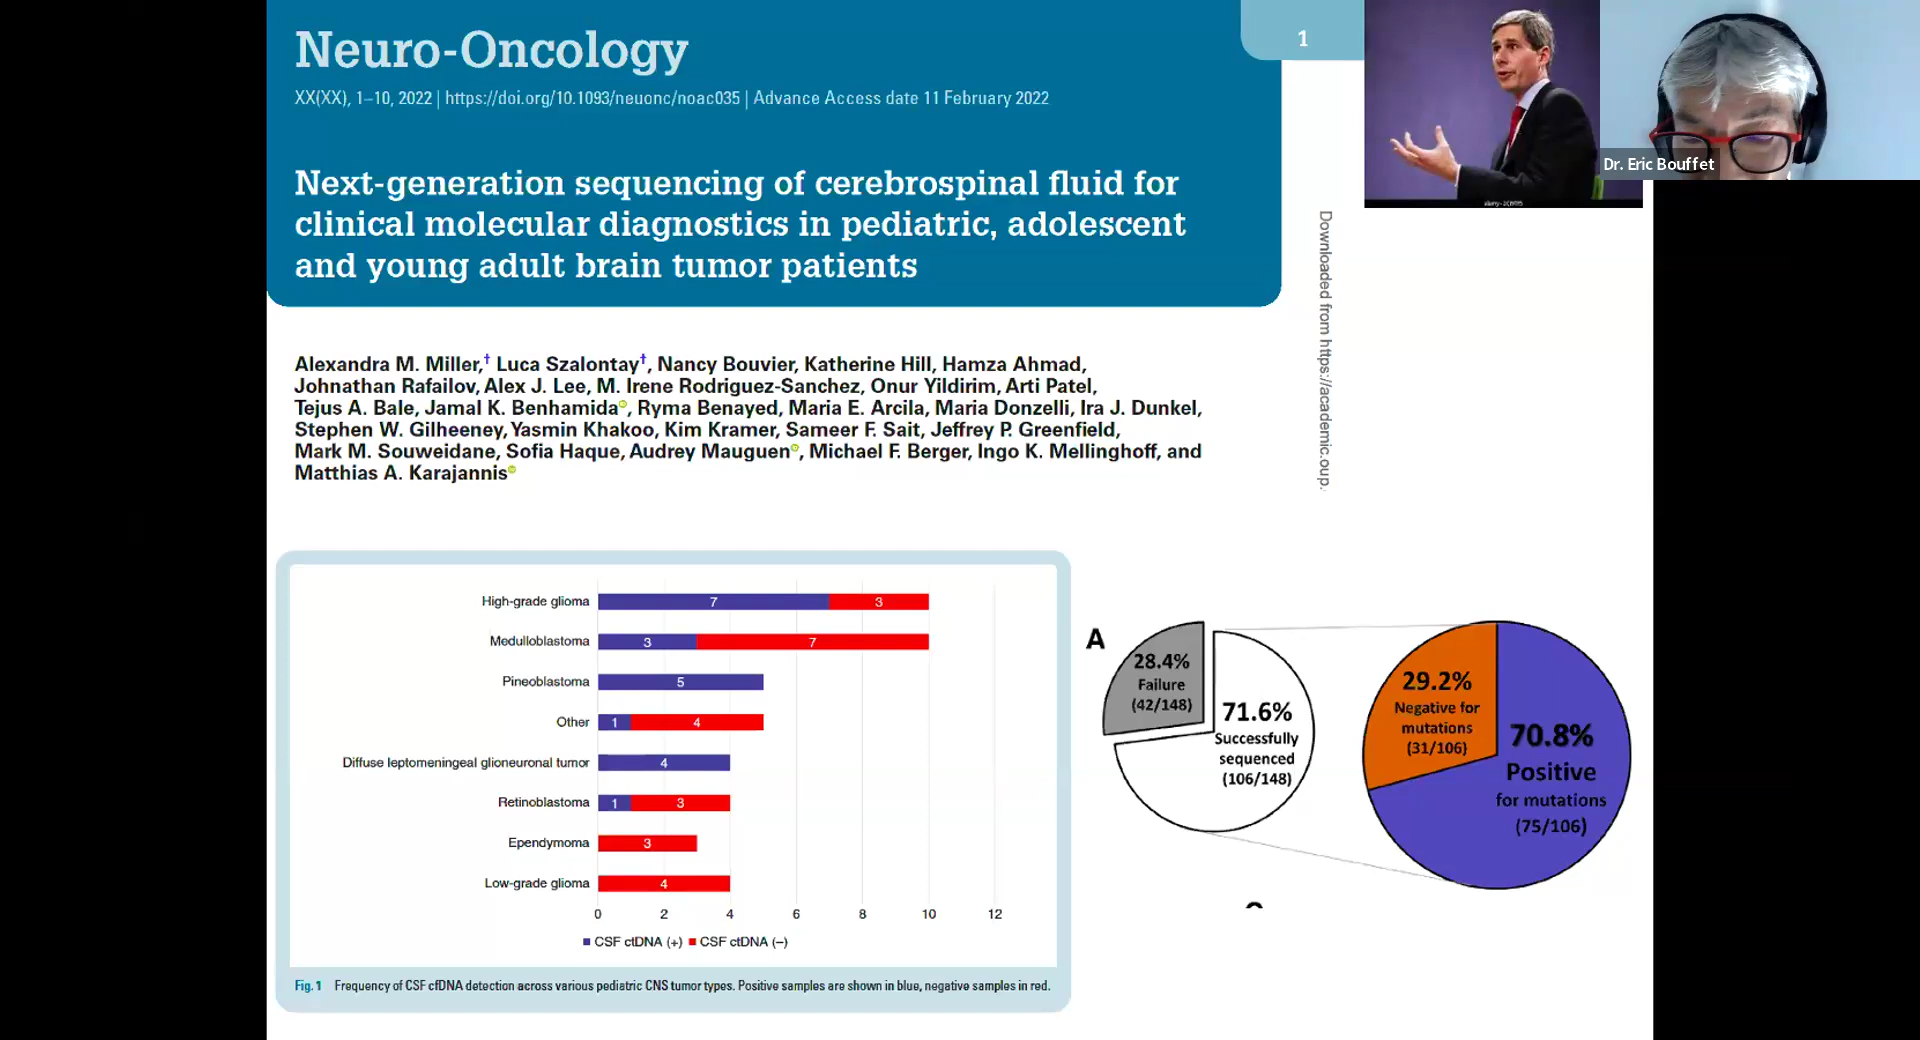 Neuro-Oncology
1
XX(XX), 1–10, 2022 | https://doi.org/10.1093/neuonc/noac035 | Advance Access date 11 February 2022
Next-generation sequencing of cerebrospinal fluid for
clinical molecular diagnostics in pediatric, adolescent
and young adult brain tumor patients
Dr. Eric Bouffet
Downloaded from https://academic.oup.
Alexandra M. Miller,† Luca Szalontay†, Nancy Bouvier, Katherine Hill, Hamza Ahmad,
Johnathan Rafailov, Alex J. Lee, M. Irene Rodriguez-Sanchez, Onur Yildirim, Arti Patel,
Tejus A. Bale, Jamal K. Benhamida, Ryma Benayed, Maria E. Arcila, Maria Donzelli, Ira J. Dunkel,
Stephen W. Gilheeney, Yasmin Khakoo, Kim Kramer, Sameer F. Sait, Jeffrey P. Greenfield,
Mark M. Souweidane, Sofia Haque, Audrey Mauguen, Michael F. Berger, Ingo K. Mellinghoff, and
Matthias A. Karajannis
High-grade glioma 7 3
Medulloblastoma 3 7
Pineoblastoma 5
Other 1 4
Diffuse leptomeningeal glioneuronal tumor 4
Retinoblastoma 1 3
Ependymoma 3
Low-grade glioma 4
0 2 4 6 8 10 12
CSF ctDNA (+) CSF ctDNA (–)
Fig. 1 Frequency of CSF cfDNA detection across various pediatric CNS tumor types. Positive samples are shown in blue, negative samples in red.
A
28.4%
Failure
(42/148)
71.6%
Successfully
sequenced
(106/148)
29.2%
Negative for
mutations
(31/106)
70.8%
Positive
for mutations
(75/106)